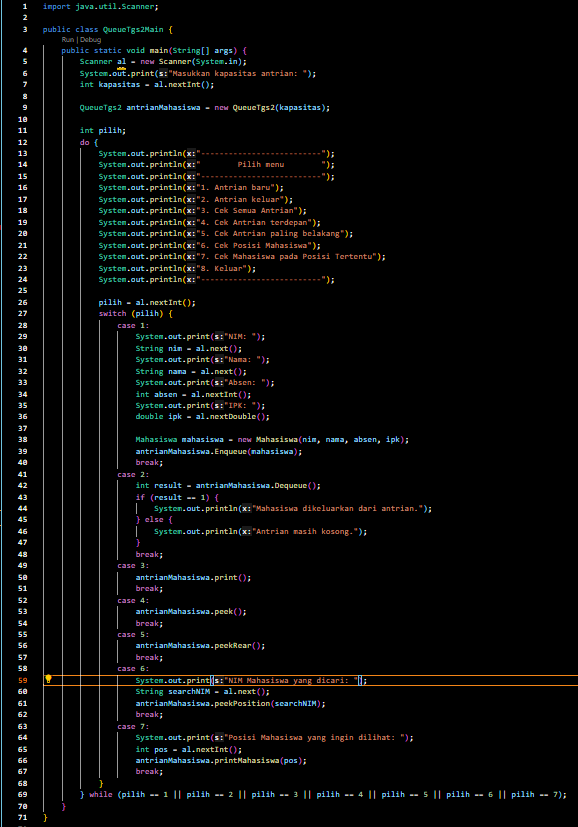 1 import java.util.Scanner;
2
3 public class QueueTgs2Main {
Run | Debug
4 public static void main(String[] args) {
5 Scanner al = new Scanner(System.in);
6 System.out.print(s:"Masukkan kapasitas antrian: ");
7 int kapasitas = al.nextInt();
8
9 QueueTgs2 antrianMahasiswa = new QueueTgs2(kapasitas);
10
11 int pilih;
12 do {
13 System.out.println(x:"--------------------------");
14 System.out.println(x:"        Pilih menu        ");
15 System.out.println(x:"--------------------------");
16 System.out.println(x:"1. Antrian baru");
17 System.out.println(x:"2. Antrian keluar");
18 System.out.println(x:"3. Cek Semua Antrian");
19 System.out.println(x:"4. Cek Antrian terdepan");
20 System.out.println(x:"5. Cek Antrian paling belakang");
21 System.out.println(x:"6. Cek Posisi Mahasiswa");
22 System.out.println(x:"7. Cek Mahasiswa pada Posisi Tertentu");
23 System.out.println(x:"8. Keluar");
24 System.out.println(x:"--------------------------");
25
26 pilih = al.nextInt();
27 switch (pilih) {
28 case 1:
29 System.out.print(s:"NIM: ");
30 String nim = al.next();
31 System.out.print(s:"Nama: ");
32 String nama = al.next();
33 System.out.print(s:"Absen: ");
34 int absen = al.nextInt();
35 System.out.print(s:"IPK: ");
36 double ipk = al.nextDouble();
37
38 Mahasiswa mahasiswa = new Mahasiswa(nim, nama, absen, ipk);
39 antrianMahasiswa.Enqueue(mahasiswa);
40 break;
41 case 2:
42 int result = antrianMahasiswa.Dequeue();
43 if (result == 1) {
44 System.out.println(x:"Mahasiswa dikeluarkan dari antrian.");
45 } else {
46 System.out.println(x:"Antrian masih kosong.");
47 }
48 break;
49 case 3:
50 antrianMahasiswa.print();
51 break;
52 case 4:
53 antrianMahasiswa.peek();
54 break;
55 case 5:
56 antrianMahasiswa.peekRear();
57 break;
58 case 6:
59 System.out.print(s:"NIM Mahasiswa yang dicari: ");
60 String searchNIM = al.next();
61 antrianMahasiswa.peekPosition(searchNIM);
62 break;
63 case 7:
64 System.out.print(s:"Posisi Mahasiswa yang ingin dilihat: ");
65 int pos = al.nextInt();
66 antrianMahasiswa.printMahasiswa(pos);
67 break;
68 }
69 } while (pilih == 1 || pilih == 2 || pilih == 3 || pilih == 4 || pilih == 5 || pilih == 6 || pilih == 7);
70 }
71 }